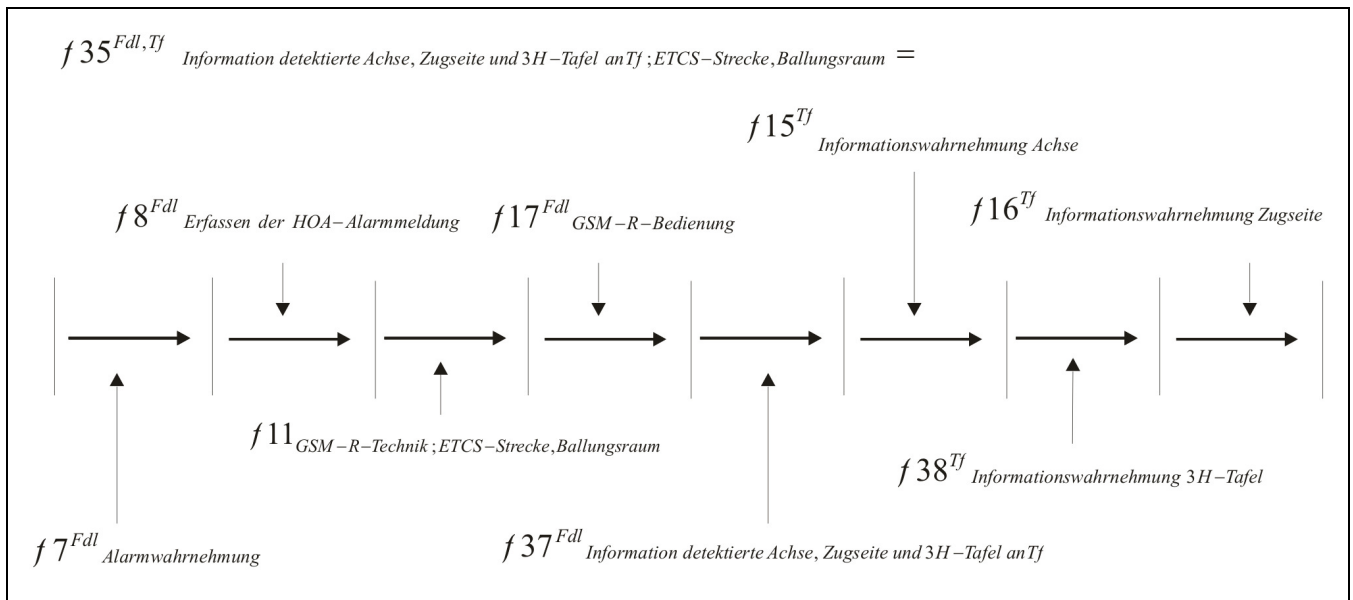 f35^Fdl,Tf Information detektierte Achse, Zugseite und 3H–Tafel an Tf ; ETCS–Strecke, Ballungsraum =
f15^Tf Informationswahrnehmung Achse
f8^Fdl Erfassen der HOA–Alarmmeldung
f17^Fdl GSM–R–Bedienung
f16^Tf Informationswahrnehmung Zugseite
f11 GSM–R–Technik ; ETCS–Strecke, Ballungsraum
f38^Tf Informationswahrnehmung 3H–Tafel
f7^Fdl Alarmwahrnehmung
f37^Fdl Information detektierte Achse, Zugseite und 3H–Tafel an Tf